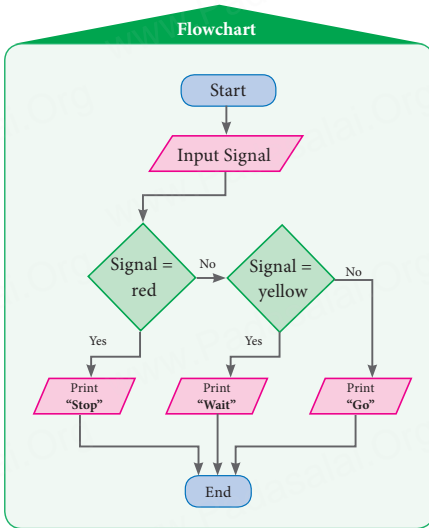 Flowchart
Start
Input Signal
Signal =
red
No
Signal =
yellow
No
Yes
Yes
Print
“Stop”
Print
“Wait”
Print
“Go”
End